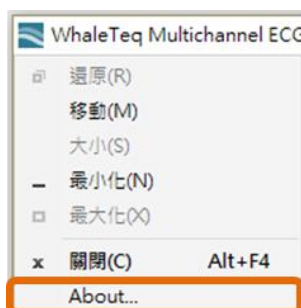 WhaleTeq Multichannel ECG
還原(R)
移動(M)
大小(S)
最小化(N)
最大化(X)
關閉(C) Alt+F4
About...